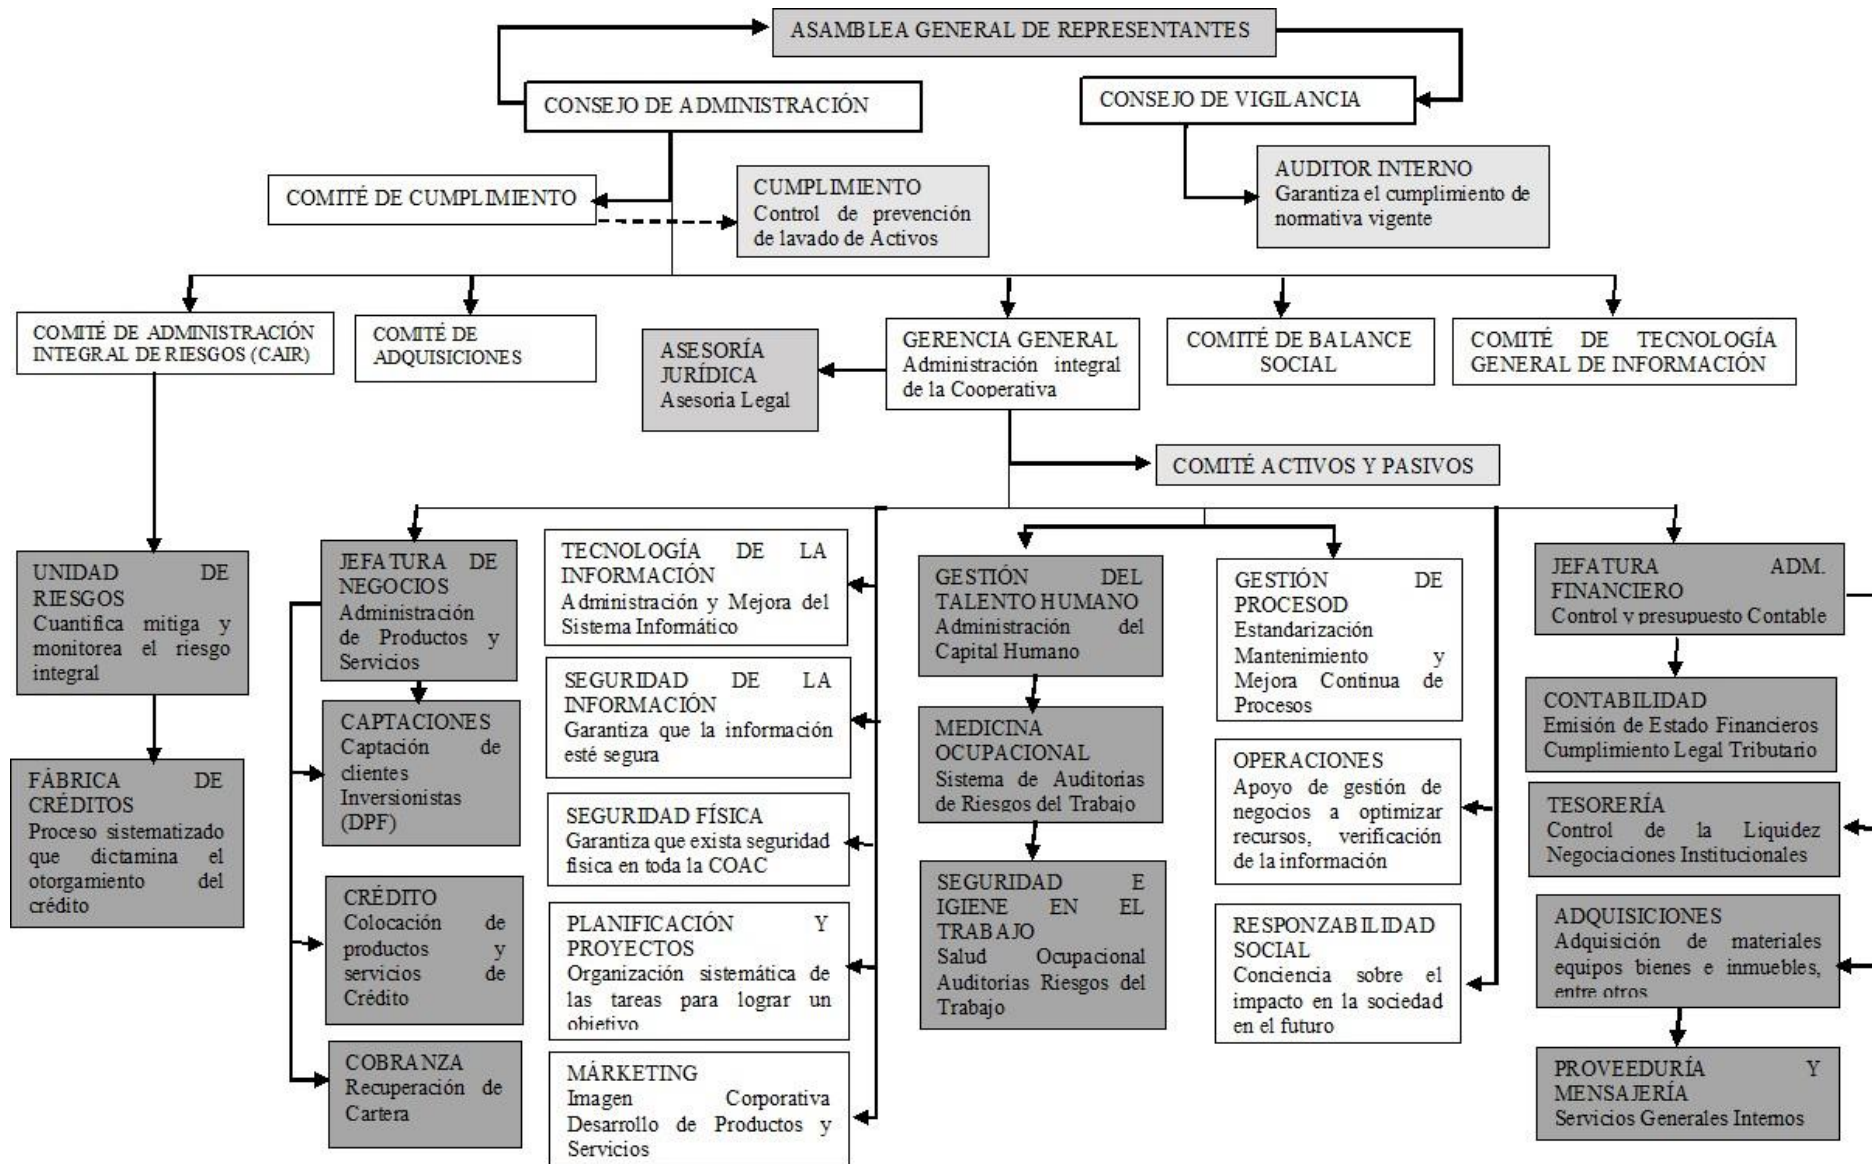 ASAMBLEA GENERAL DE REPRESENTANTES
CONSEJO DE ADMINISTRACIÓN
CONSEJO DE VIGILANCIA
COMITÉ DE CUMPLIMIENTO
CUMPLIMIENTO
Control de prevención
de lavado de Activos
AUDITOR INTERNO
Garantiza el cumplimiento de
normativa vigente
COMITÉ DE ADMINISTRACIÓN
INTEGRAL DE RIESGOS (CAIR)
COMITÉ DE
ADQUISICIONES
ASESORÍA
JURÍDICA
Asesoria Legal
GERENCIA GENERAL
Administración integral
de la Cooperativa
COMITÉ DE BALANCE
SOCIAL
COMITÉ DE TECNOLOGÍA
GENERAL DE INFORMACIÓN
COMITÉ ACTIVOS Y PASIVOS
UNIDAD DE
RIESGOS
Cuantifica mitiga y
monitorea el riesgo
integral
FÁBRICA DE
CRÉDITOS
Proceso sistematizado
que dictamina el
otorgamiento del
crédito
JEFATURA DE
NEGOCIOS
Administración
de Productos y
Servicios
CAPTACIONES
Captación de
clientes
Inversionistas
(DPF)
CRÉDITO
Colocación de
productos y
servicios de
Crédito
COBRANZA
Recuperación de
Cartera
TECNOLOGÍA DE LA
INFORMACIÓN
Administración y Mejora del
Sistema Informático
SEGURIDAD DE LA
INFORMACIÓN
Garantiza que la información
esté segura
SEGURIDAD FÍSICA
Garantiza que exista seguridad
física en toda la COAC
PLANIFICACIÓN Y
PROYECTOS
Organización sistemática de
las tareas para lograr un
objetivo
MÁRKETING
Imagen Corporativa
Desarrollo de Productos y
Servicios
GESTIÓN DEL
TALENTO HUMANO
Administración del
Capital Humano
MEDICINA
OCUPACIONAL
Sistema de Auditorias
de Riesgos del Trabajo
SEGURIDAD E
IGIENE EN EL
TRABAJO
Salud Ocupacional
Auditorías Riesgos del
Trabajo
GESTIÓN DE
PROCESOD
Estandarización
Mantenimiento y
Mejora Continua de
Procesos
OPERACIONES
Apoyo de gestión de
negocios a optimizar
recursos, verificación
de la información
RESPONZABILIDAD
SOCIAL
Conciencia sobre el
impacto en la sociedad
en el futuro
JEFATURA ADM.
FINANCIERO
Control y presupuesto Contable
CONTABILIDAD
Emisión de Estado Financieros
Cumplimiento Legal Tributario
TESORERÍA
Control de la Liquidez
Negociaciones Institucionales
ADQUISICIONES
Adquisición de materiales
equipos bienes e inmuebles,
entre otros
PROVEEDURÍA Y
MENSAJERÍA
Servicios Generales Internos